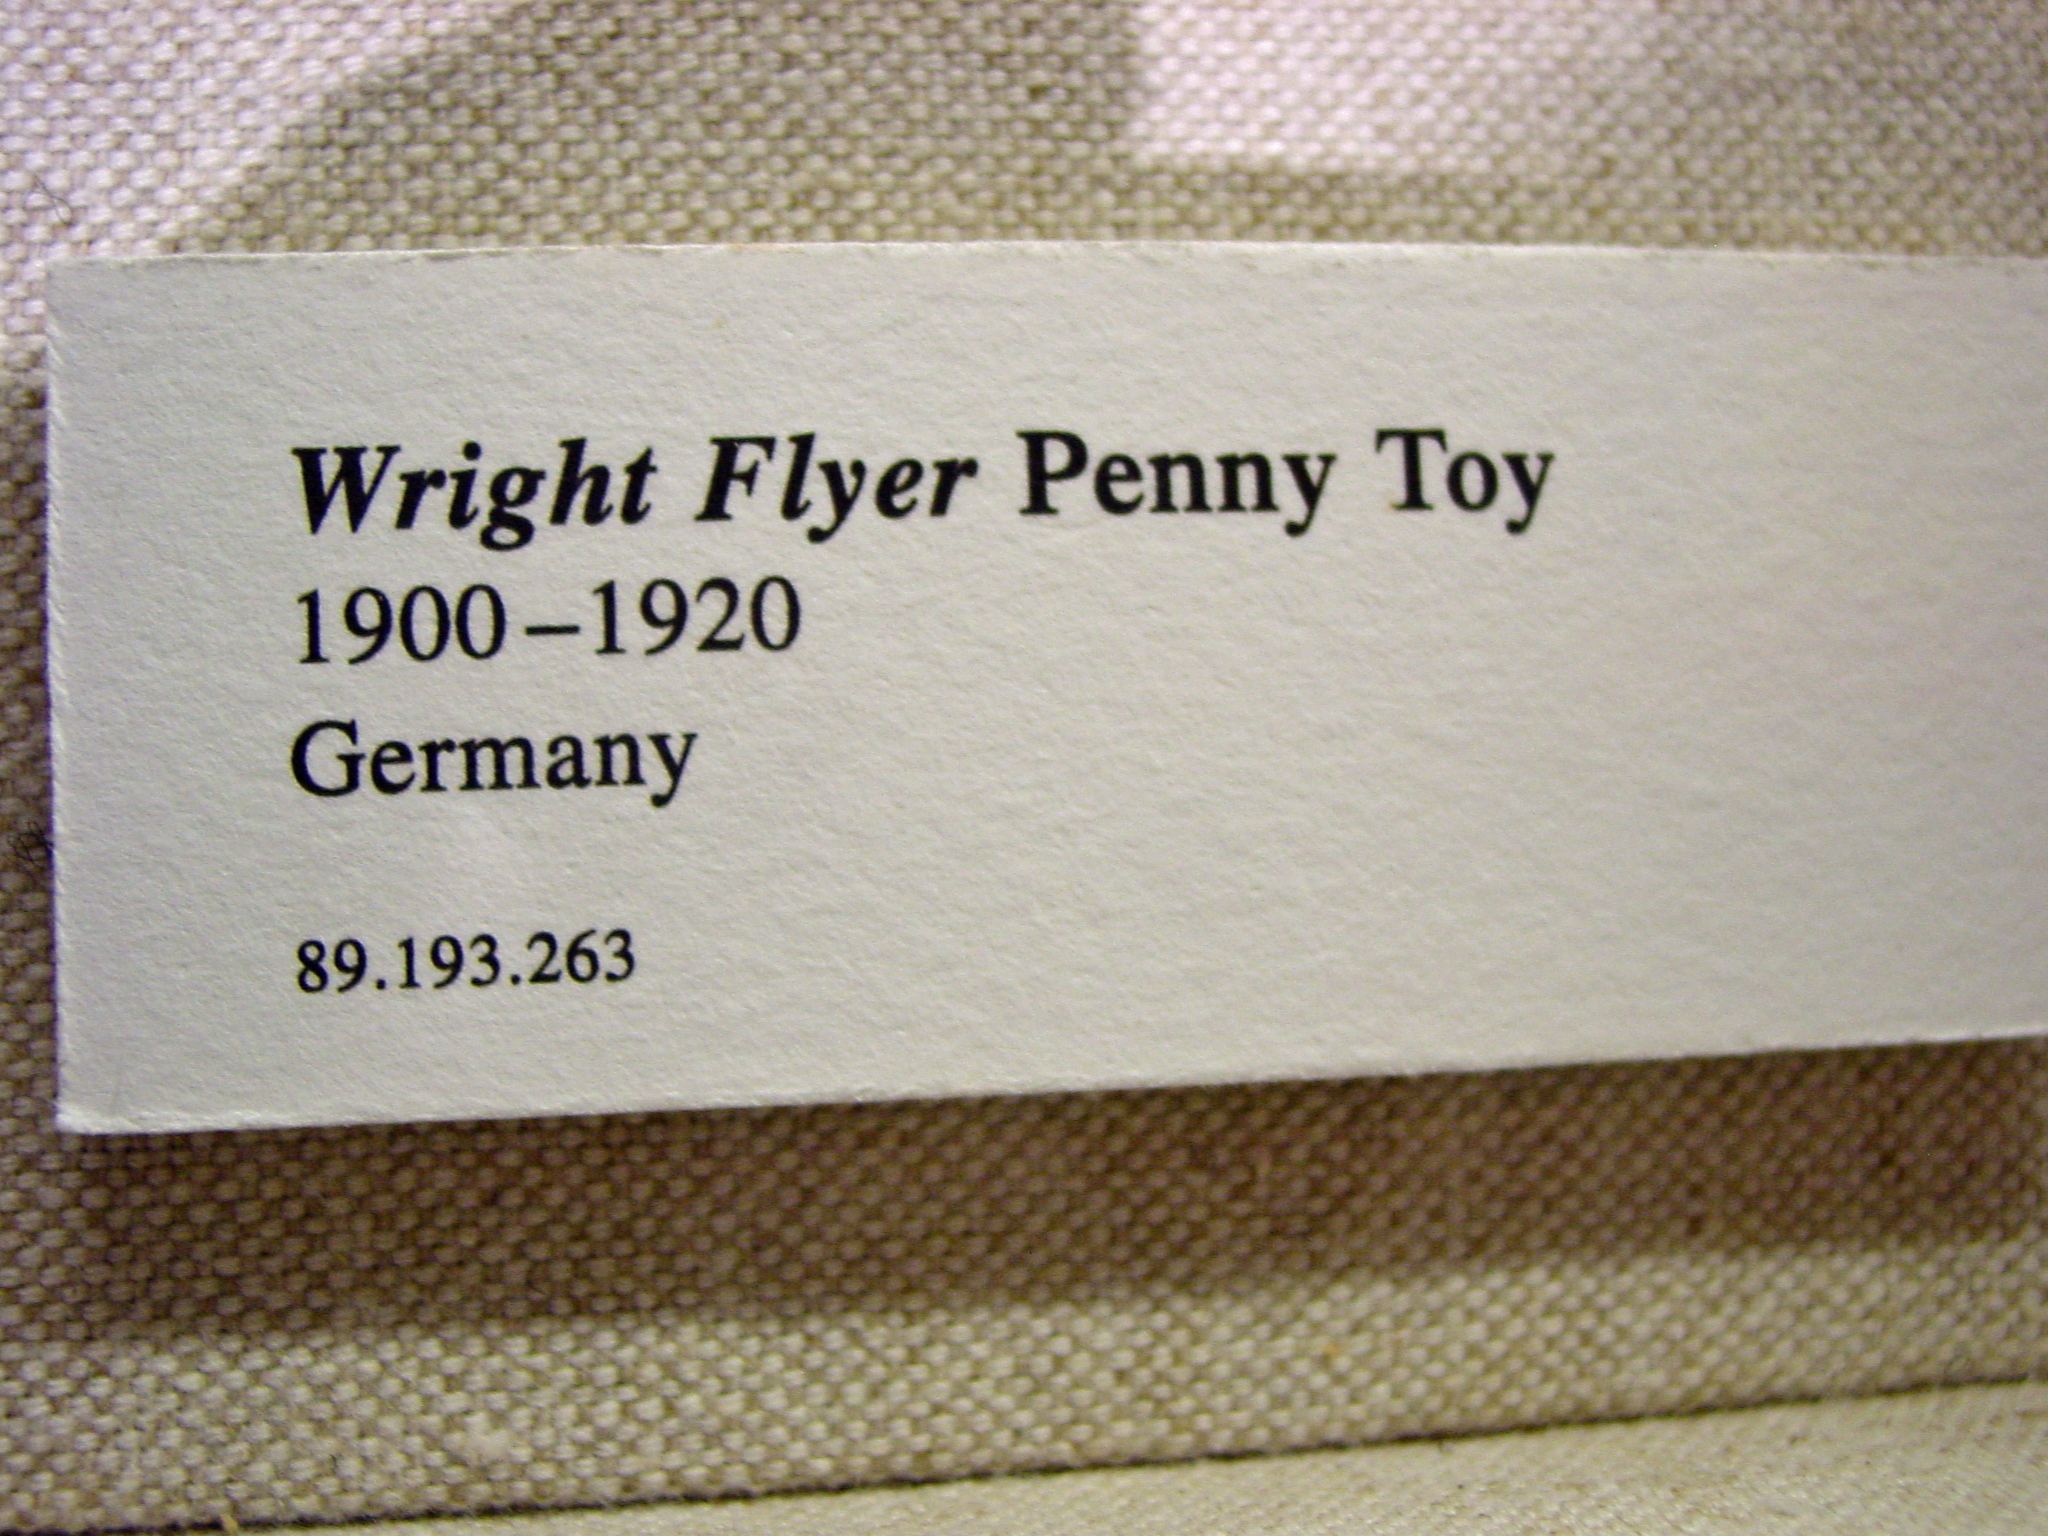 Wright Flyer Penny Toy
1900–1920
Germany
89.193.263